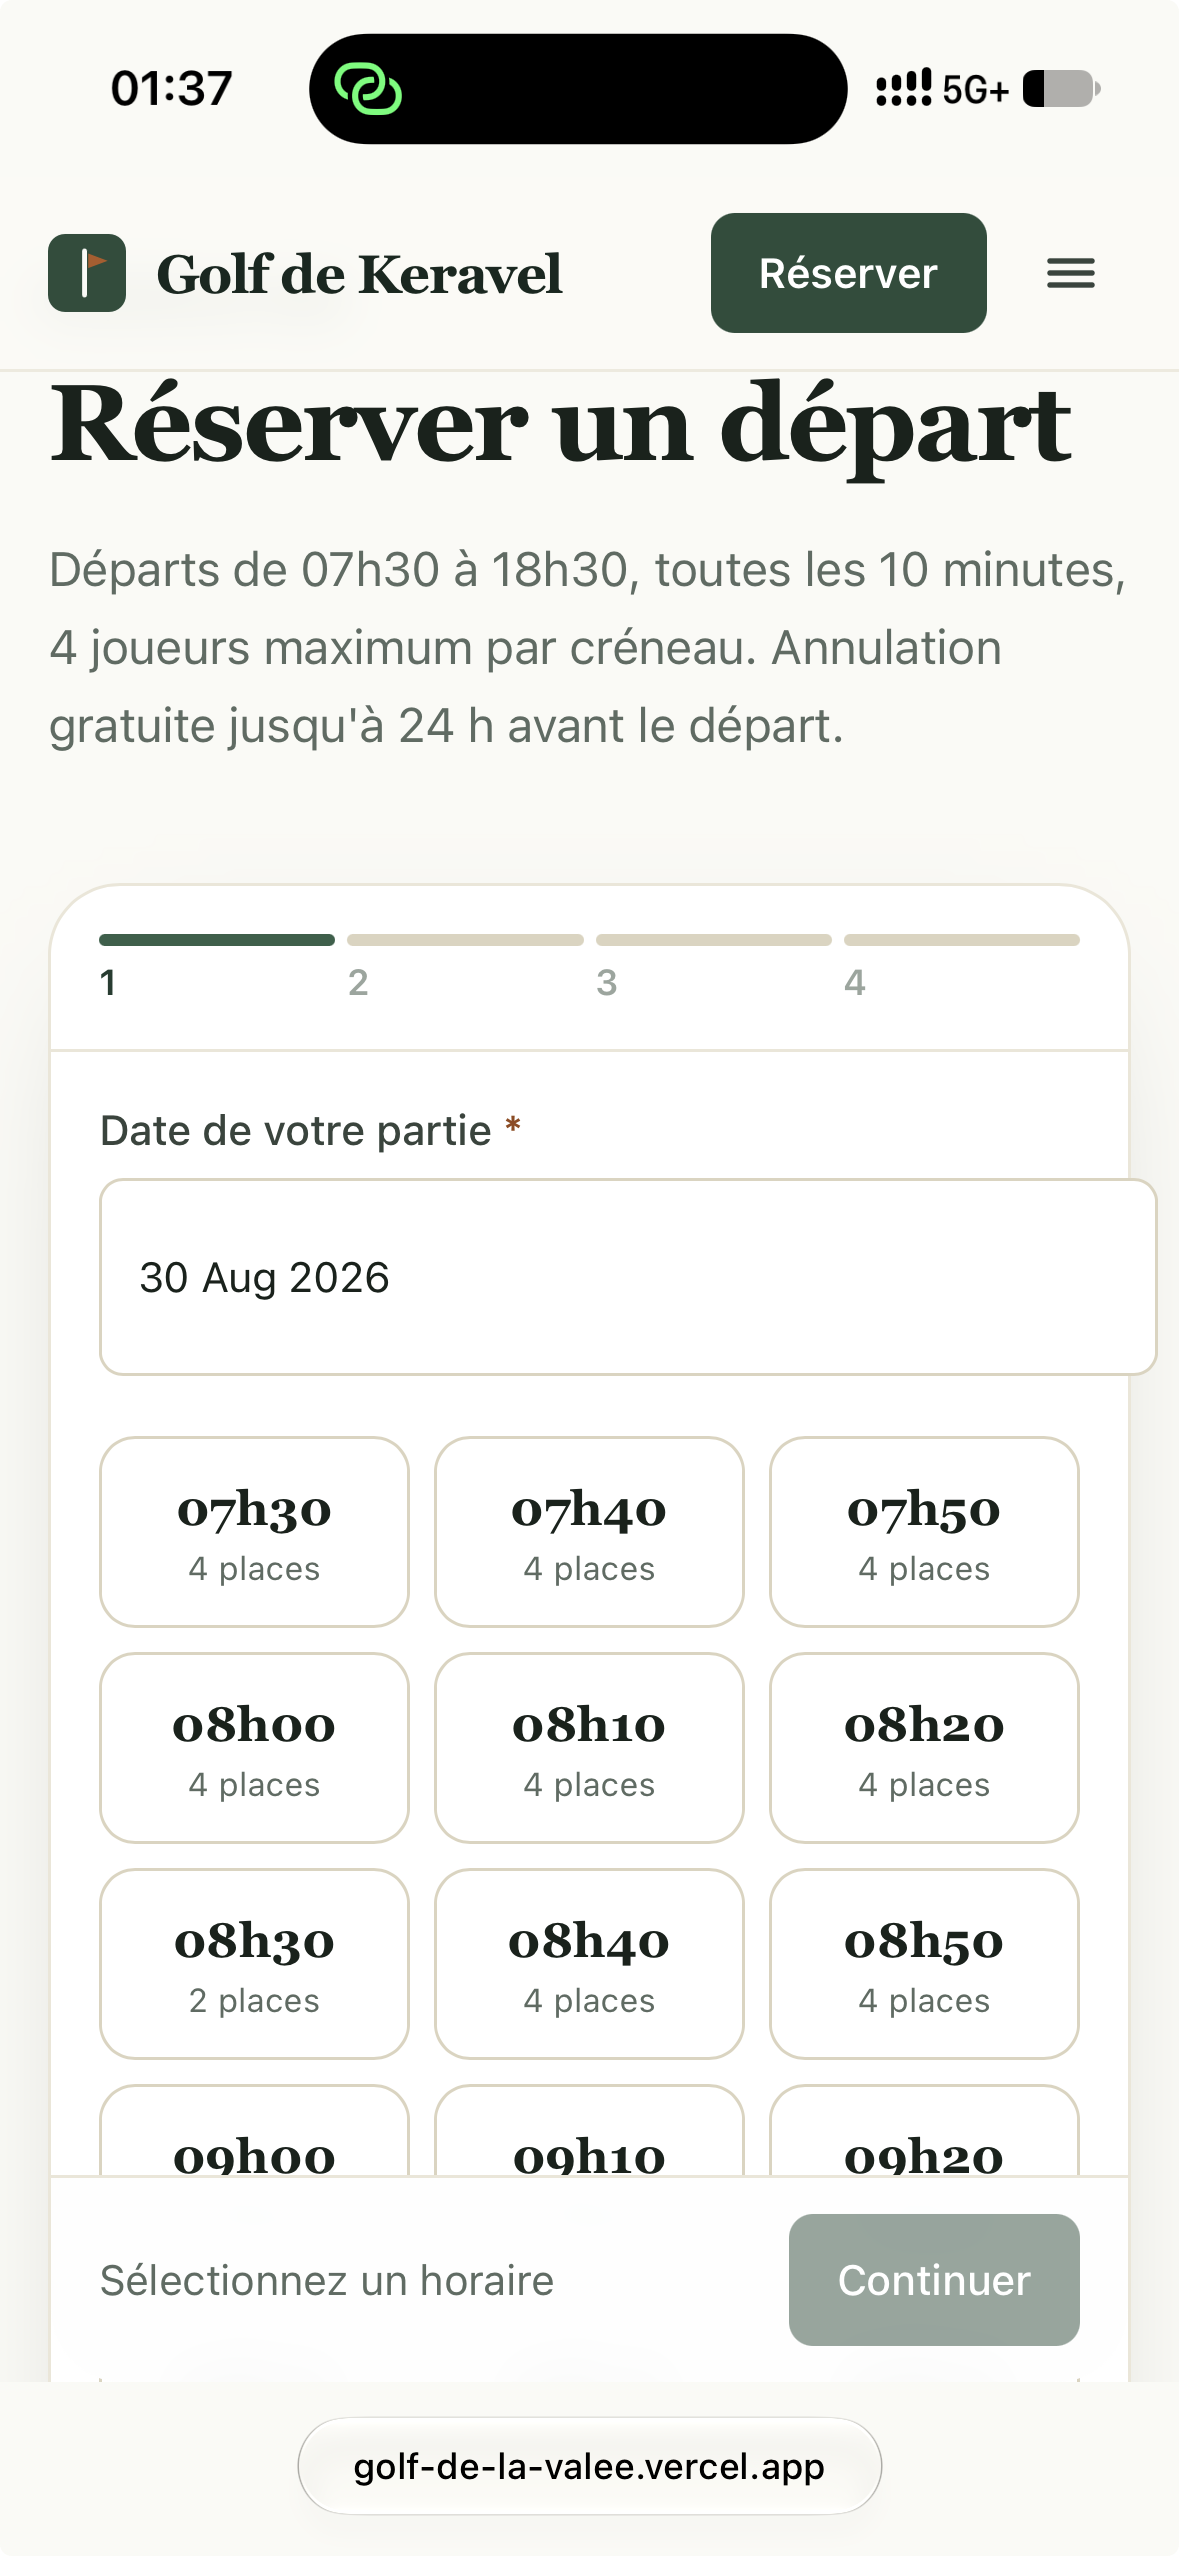 01:37
5G+
Golf de Keravel
Réserver
Réserver un départ
Départs de 07h30 à 18h30, toutes les 10 minutes,
4 joueurs maximum par créneau. Annulation
gratuite jusqu'à 24 h avant le départ.
1 2 3 4
Date de votre partie *
30 Aug 2026
07h30 07h40 07h50
4 places 4 places 4 places
08h00 08h10 08h20
4 places 4 places 4 places
08h30 08h40 08h50
2 places 4 places 4 places
09h00 09h10 09h20
Sélectionnez un horaire
Continuer
golf-de-la-valee.vercel.app